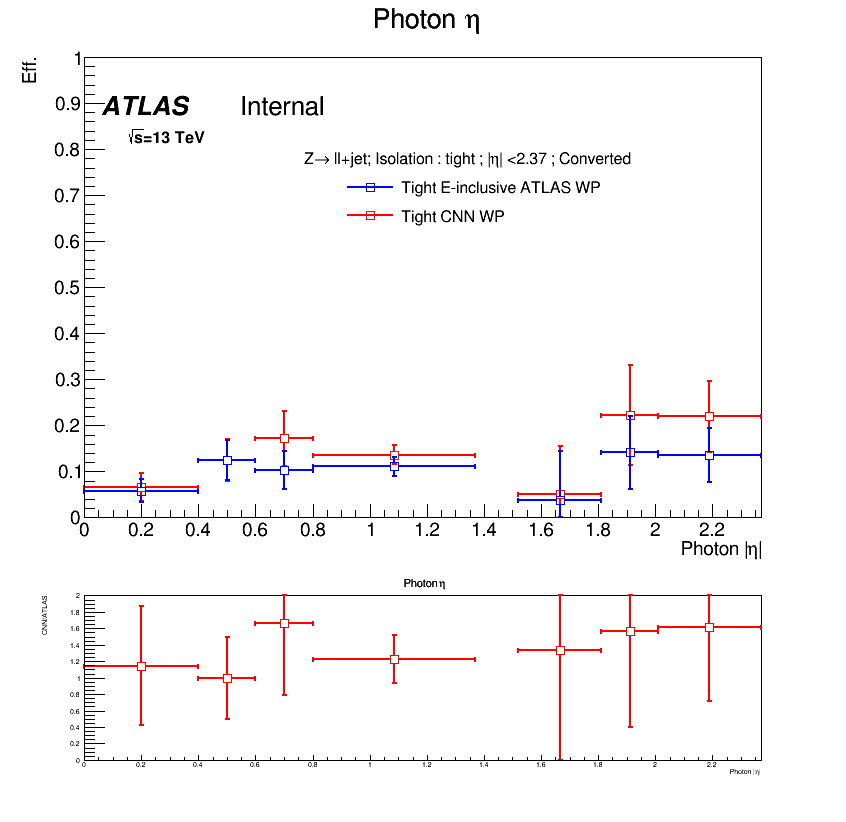 Photon η
Eff.
1
0.9
ATLAS Internal
√s=13 TeV
0.8
Z→ ll+jet; Isolation : tight ; |η| <2.37 ; Converted
0.7
Tight E-inclusive ATLAS WP
Tight CNN WP
0.6
0.5
0.4
0.3
0.2
0.1
0
0 0.2 0.4 0.6 0.8 1 1.2 1.4 1.6 1.8 2 2.2
Photon |η|
Photon η
CNN/ATLAS
2
1.8
1.6
1.4
1.2
1
0.8
0.6
0.4
0.2
0
0 0.2 0.4 0.6 0.8 1 1.2 1.4 1.6 1.8 2 2.2
Photon |η|